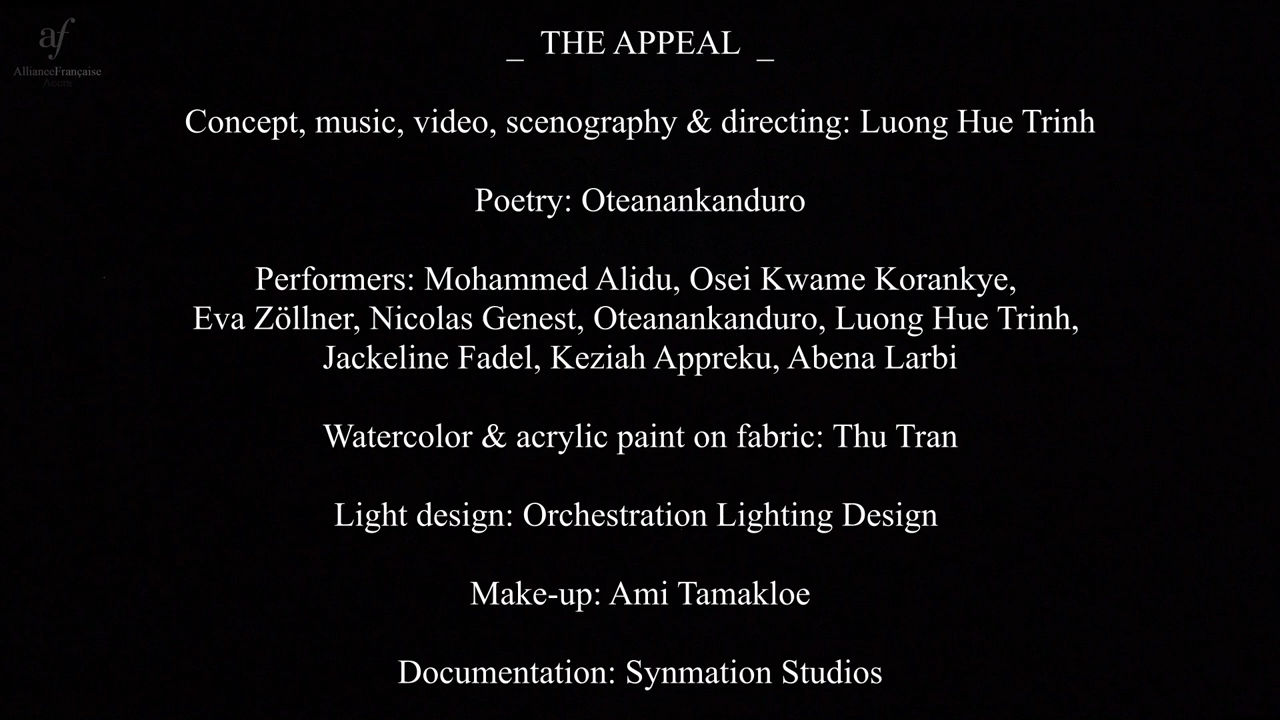 af
AllianceFrançaise
Accra
_ THE APPEAL _
Concept, music, video, scenography & directing: Luong Hue Trinh
Poetry: Oteanankanduro
Performers: Mohammed Alidu, Osei Kwame Korankye,
Eva Zöllner, Nicolas Genest, Oteanankanduro, Luong Hue Trinh,
Jackeline Fadel, Keziah Appreku, Abena Larbi
Watercolor & acrylic paint on fabric: Thu Tran
Light design: Orchestration Lighting Design
Make-up: Ami Tamakloe
Documentation: Synmation Studios